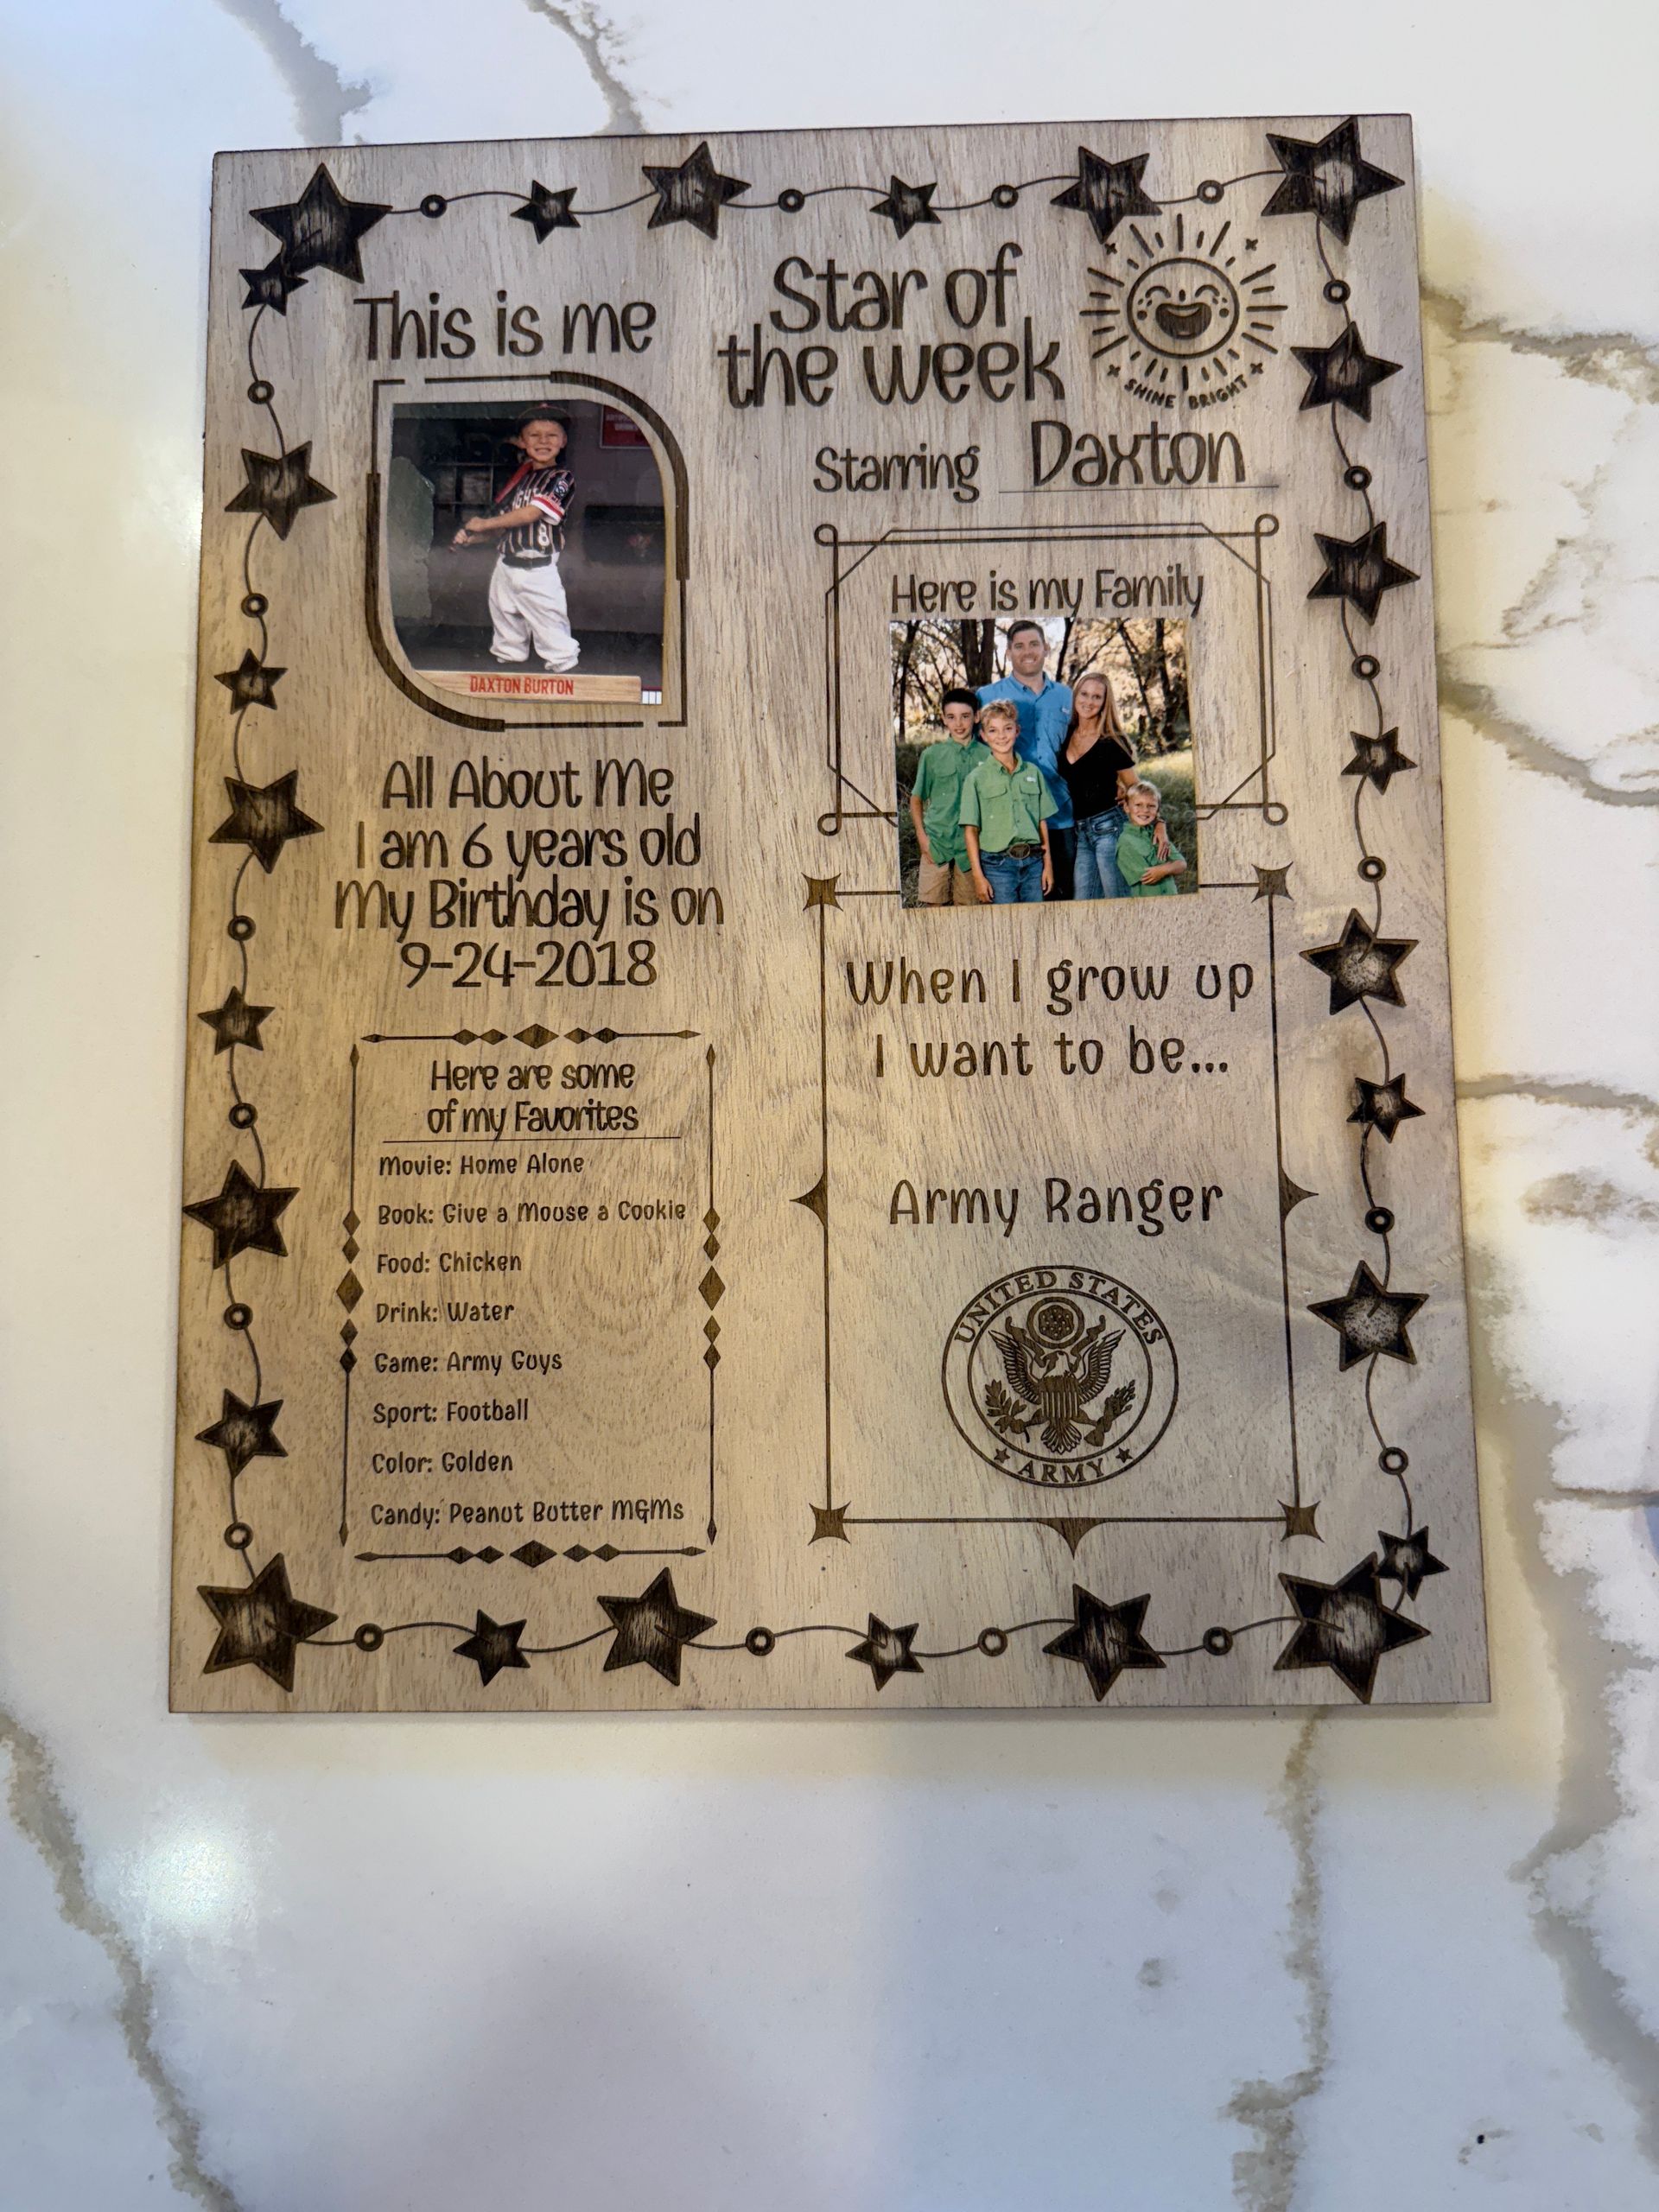 This is me
Star of
the week
SHINE BRIGHT
Starring Daxton
8
DAXTON BURTON
Here is my Family
All About Me
I am 6 years old
My Birthday is on
9-24-2018
Here are some
of my Favorites
Movie: Home Alone
Book: Give a Mouse a Cookie
Food: Chicken
Drink: Water
Game: Army Guys
Sport: Football
Color: Golden
Candy: Peanut Butter M&Ms
When I grow up
I want to be...
Army Ranger
UNITED STATES
ARMY